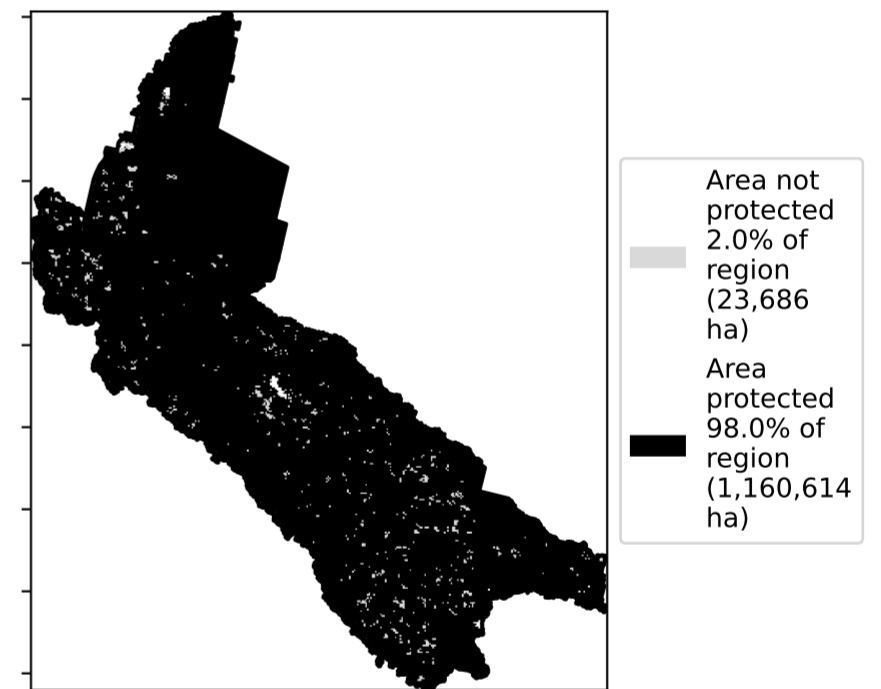 Area not
protected
2.0% of
region
(23,686
ha)
Area
protected
98.0% of
region
(1,160,614
ha)